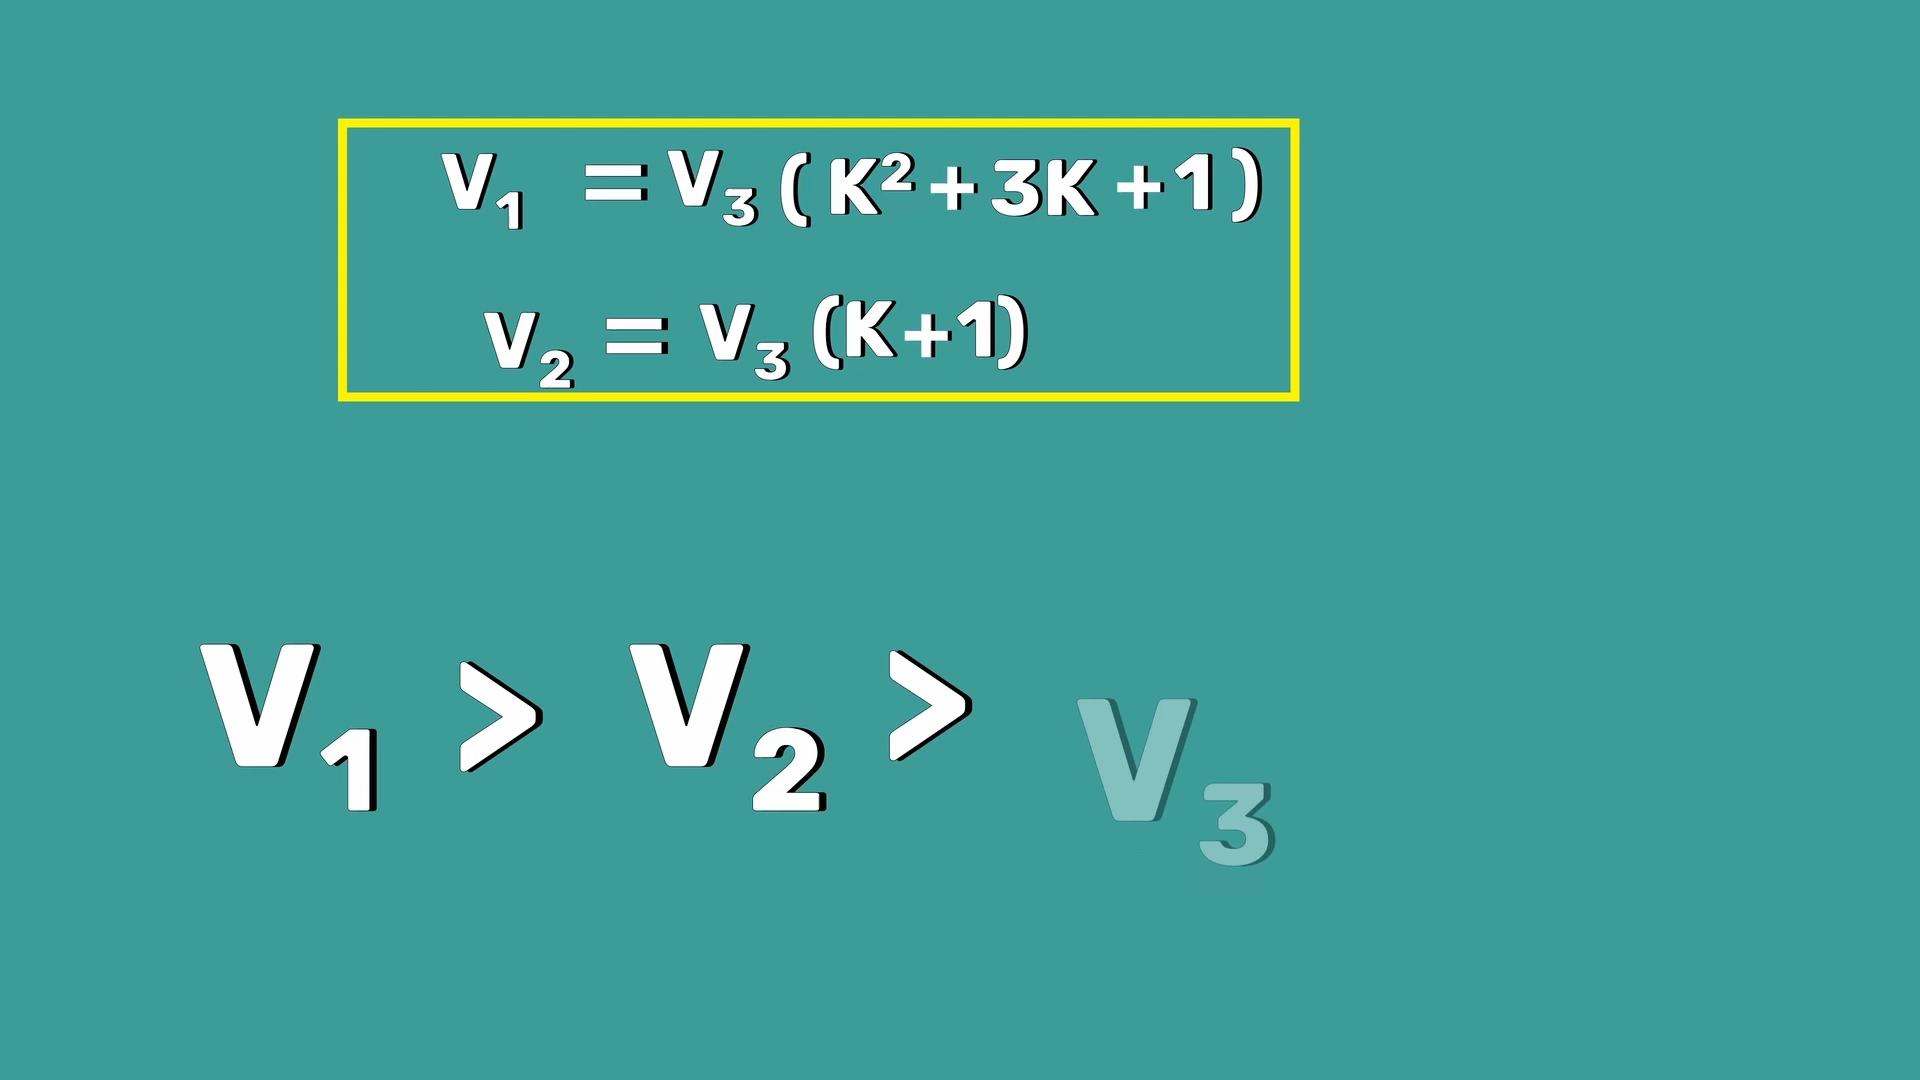 V₁ = V₃ ( K² + 3K + 1 )
V₂ = V₃ (K+1)
V₁ > V₂ > V₃